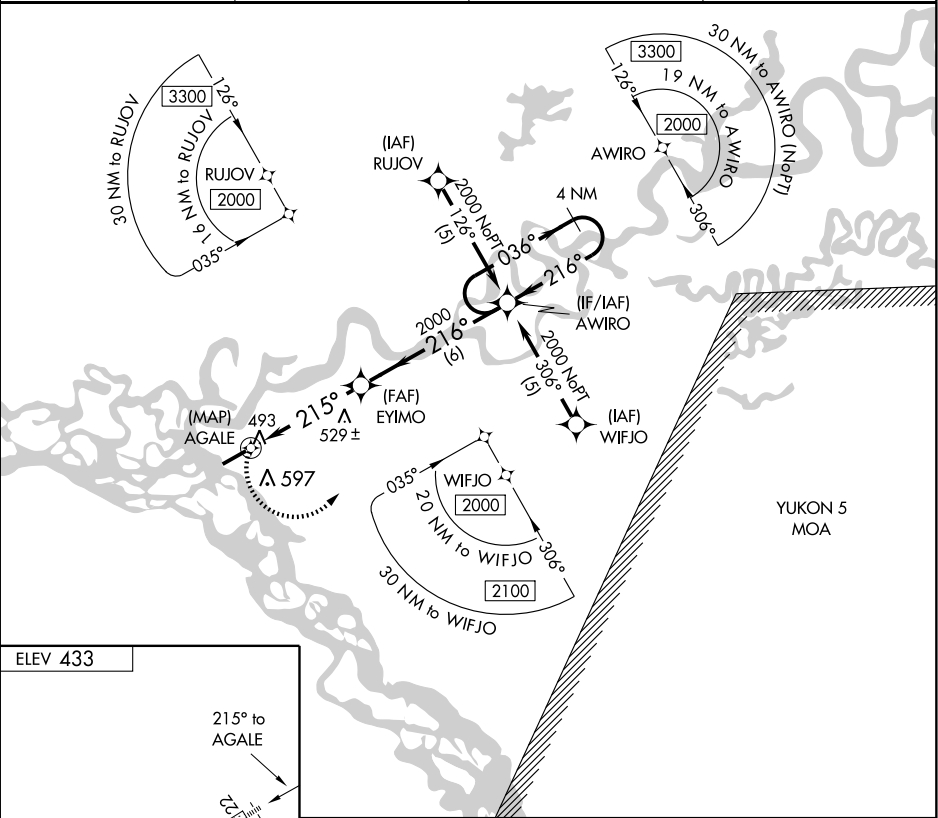 3300
126°
30 NM to RUJOV
16 NM to RUJOV
RUJOV
2000
035°
(IAF)
RUJOV
2000 NoPT
126°
(5)
4 NM
036°
216°
3300
30 NM to AWIRO (NoPT)
126°
19 NM to AWIRO
2000
AWIRO
306°
(IF/IAF)
AWIRO
2000
216°
(6)
2000 NoPT
306°
(5)
(IAF)
WIFJO
(FAF)
EYIMO
215°
529 ±
(MAP)
AGALE
493
597
035°
WIFJO
2000
20 NM to WIFJO
306°
2100
30 NM to WIFJO
YUKON 5
MOA
ELEV 433
215° to
AGALE
22